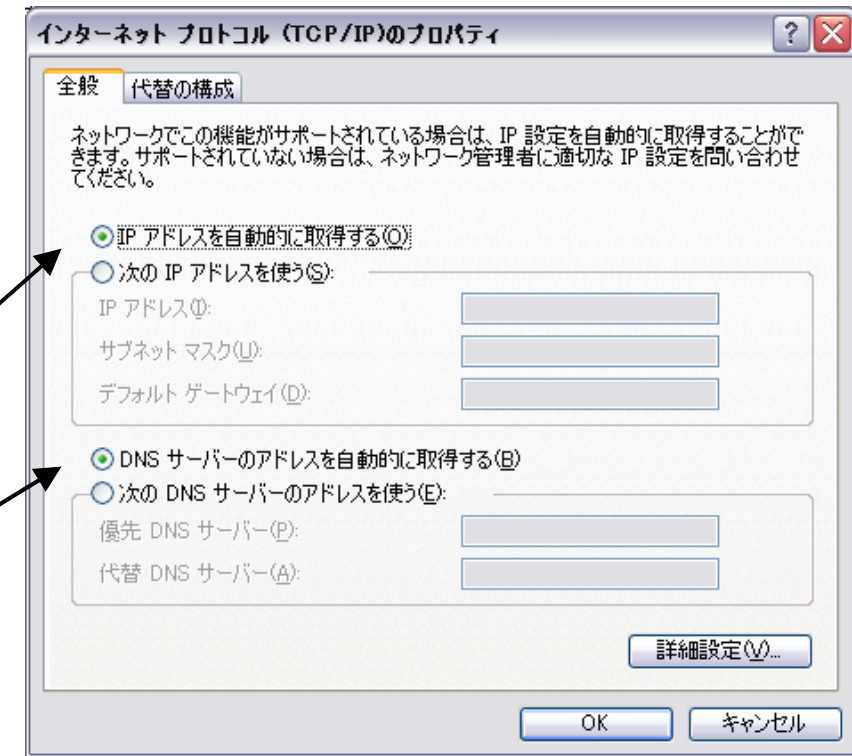 インターネット プロトコル (TCP/IP)のプロパティ
?
全般
代替の構成
ネットワークでこの機能がサポートされている場合は、IP 設定を自動的に取得することがで
きます。サポートされていない場合は、ネットワーク管理者に適切な IP 設定を問い合わせ
てください。
IP アドレスを自動的に取得する(O)
次の IP アドレスを使う(S):
IP アドレス(I):
サブネット マスク(U):
デフォルト ゲートウェイ(D):
DNS サーバーのアドレスを自動的に取得する(B)
次の DNS サーバーのアドレスを使う(E):
優先 DNS サーバー(P):
代替 DNS サーバー(A):
詳細設定(V)...
OK
キャンセル